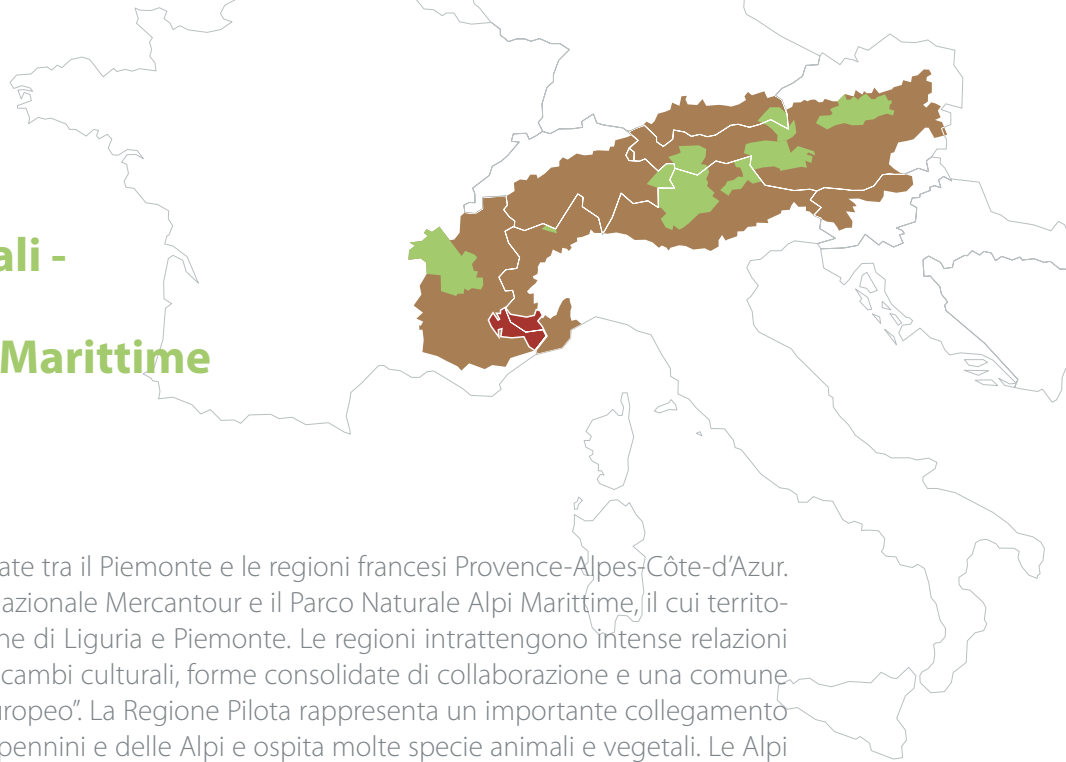 ali -
Marittime
ate tra il Piemonte e le regioni francesi Provence-Alpes-Côte-d’Azur.
azionale Mercantour e il Parco Naturale Alpi Marittime, il cui territo-
ne di Liguria e Piemonte. Le regioni intrattengono intense relazioni
cambi culturali, forme consolidate di collaborazione e una comune
uropeo”. La Regione Pilota rappresenta un importante collegamento
pennini e delle Alpi e ospita molte specie animali e vegetali. Le Alpi